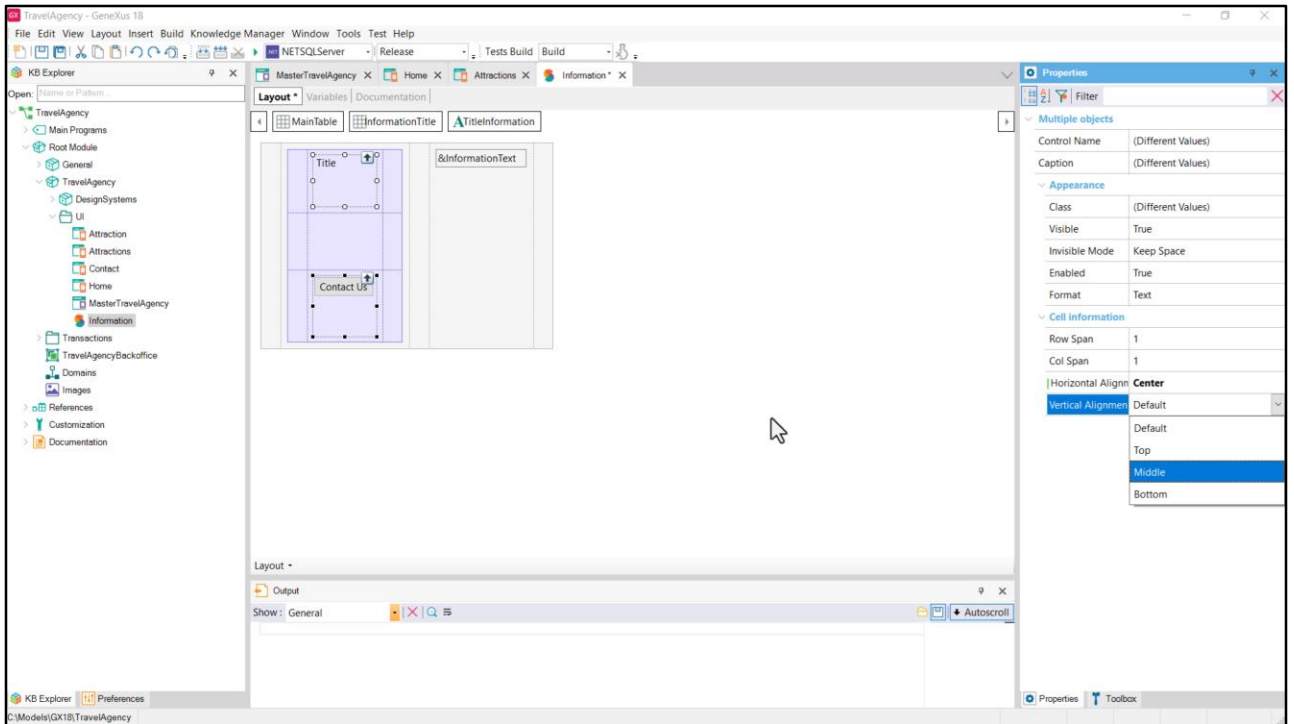 TravelAgency - GeneXus 18
File Edit View Layout Insert Build Knowledge Manager Window Tools Test Help
NETSQLServer Release Tests Build Build
KB Explorer
Open: Name or Pattern...
TravelAgency
Main Programs
Root Module
General
TravelAgency
DesignSystems
UI
Attraction
Attractions
Contact
Home
MasterTravelAgency
Information
Transactions
TravelAgencyBackoffice
Domains
Images
References
Customization
Documentation
KB Explorer Preferences
MasterTravelAgency Home Attractions Information *
Layout * Variables Documentation
MainTable InformationTitle TitleInformation
Title &InformationText
Contact Us
Layout
Output
Show: General Autoscroll
Properties
Filter
Multiple objects
Control Name (Different Values)
Caption (Different Values)
Appearance
Class (Different Values)
Visible True
Invisible Mode Keep Space
Enabled True
Format Text
Cell information
Row Span 1
Col Span 1
Horizontal Alignn Center
Vertical Alignmen Default
Default
Top
Middle
Bottom
Properties Toolbox
C:\Models\GX18\TravelAgency